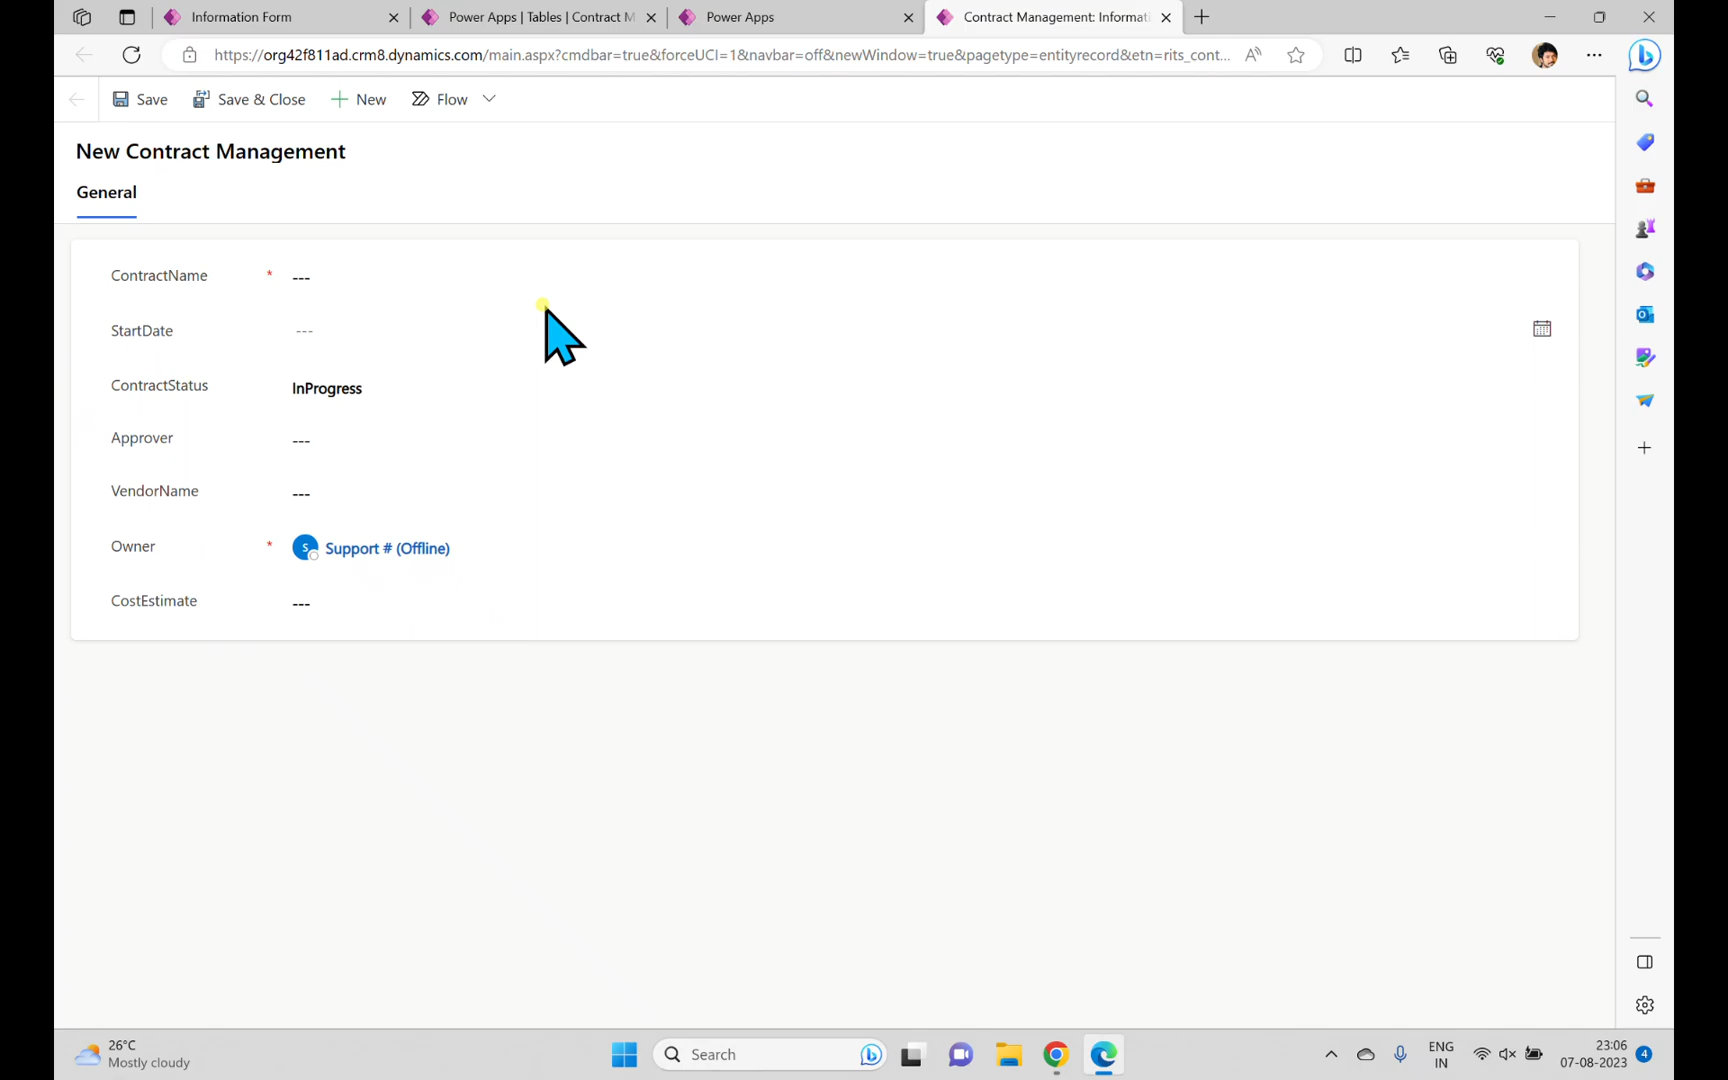 Information Form
Power Apps | Tables | Contract M
Power Apps
Contract Management: Informati
https://org42f811ad.crm8.dynamics.com/main.aspx?cmdbar=true&forceUCI=1&navbar=off&newWindow=true&pagetype=entityrecord&etn=rits_cont...
Save
Save & Close
New
Flow
New Contract Management
General
ContractName * ---
StartDate ---
ContractStatus InProgress
Approver ---
VendorName ---
Owner * S Support # (Offline)
CostEstimate ---
26°C
Mostly cloudy
Search
ENG
IN
23:06
07-08-2023
4